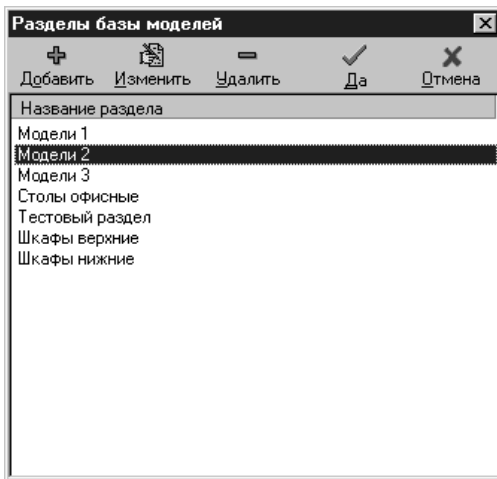 Разделы базы моделей
Добавить Изменить Удалить Да Отмена
Название раздела
Модели 1
Модели 2
Модели 3
Столы офисные
Тестовый раздел
Шкафы верхние
Шкафы нижние